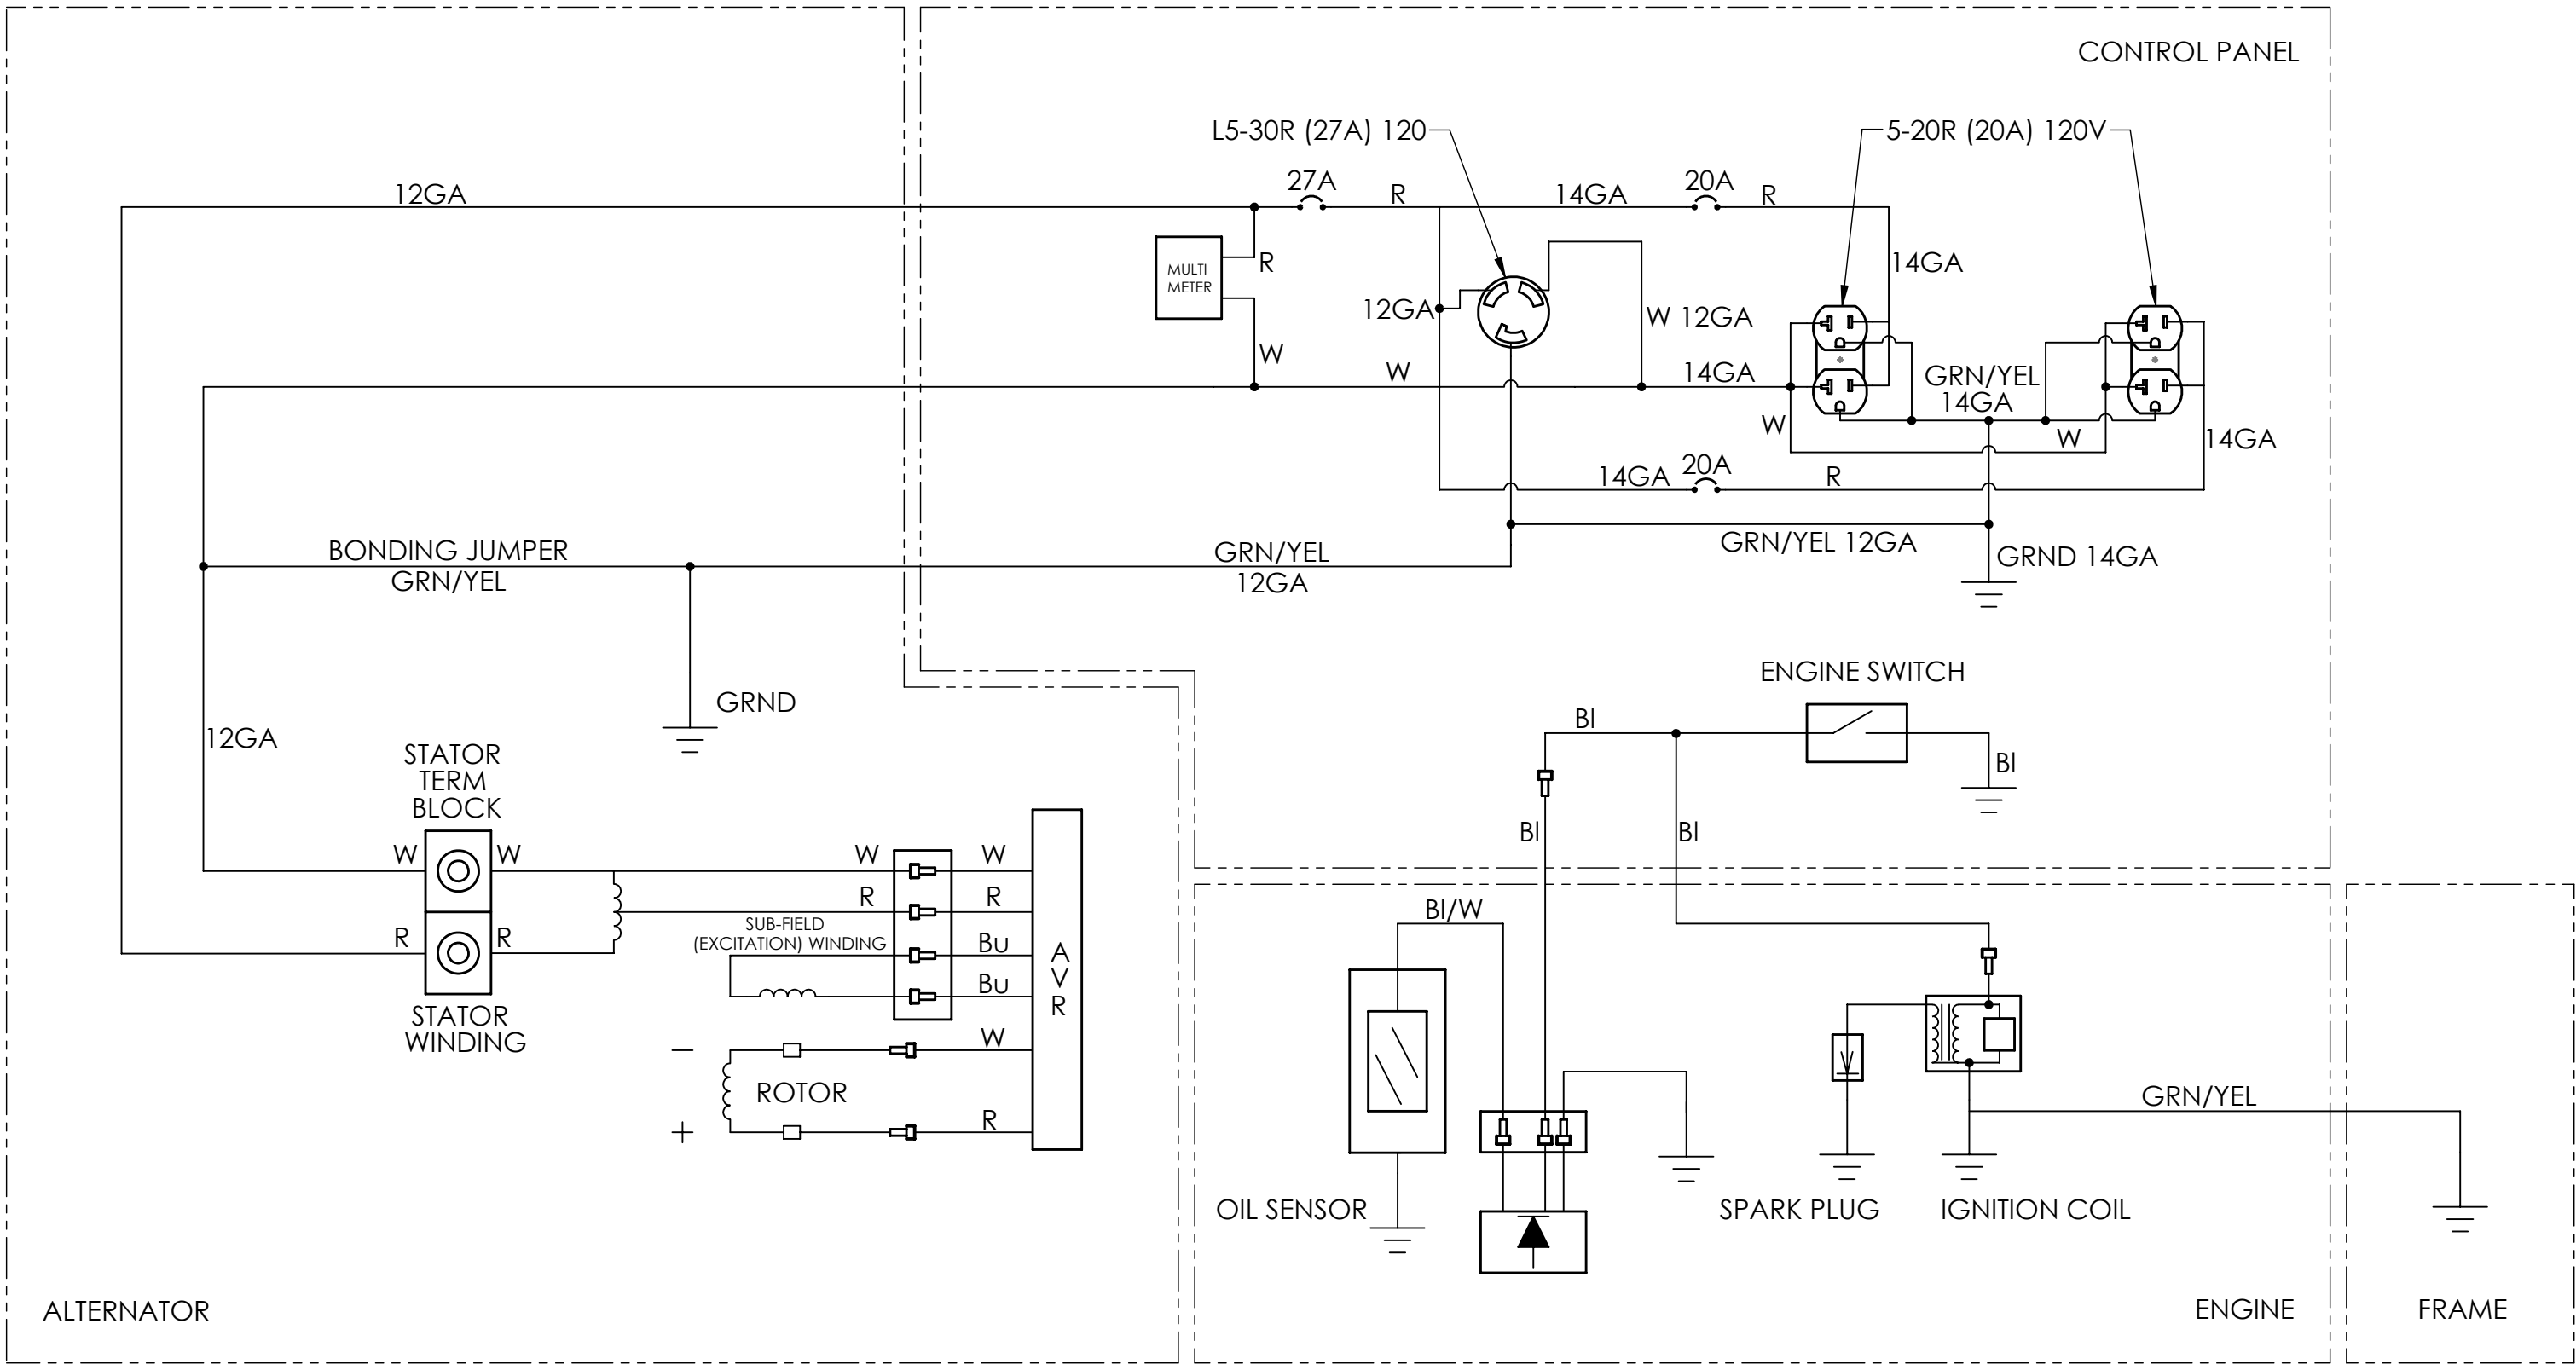 CONTROL PANEL
L5-30R (27A) 120
5-20R (20A) 120V
12GA
27A
R
14GA
20A
R
MULTI
METER
R
W
12GA
W 12GA
14GA
W
14GA
GRN/YEL
14GA
W
W
14GA
14GA
20A
R
BONDING JUMPER
GRN/YEL
GRN/YEL
12GA
GRN/YEL 12GA
GRND 14GA
GRND
12GA
STATOR
TERM
BLOCK
W
W
W
W
R
R
R
R
SUB-FIELD
(EXCITATION) WINDING
Bu
Bu
STATOR
WINDING
W
−
ROTOR
+
R
A
V
R
ALTERNATOR
ENGINE SWITCH
Bl
Bl
Bl
Bl
Bl/W
OIL SENSOR
SPARK PLUG
IGNITION COIL
GRN/YEL
ENGINE
FRAME